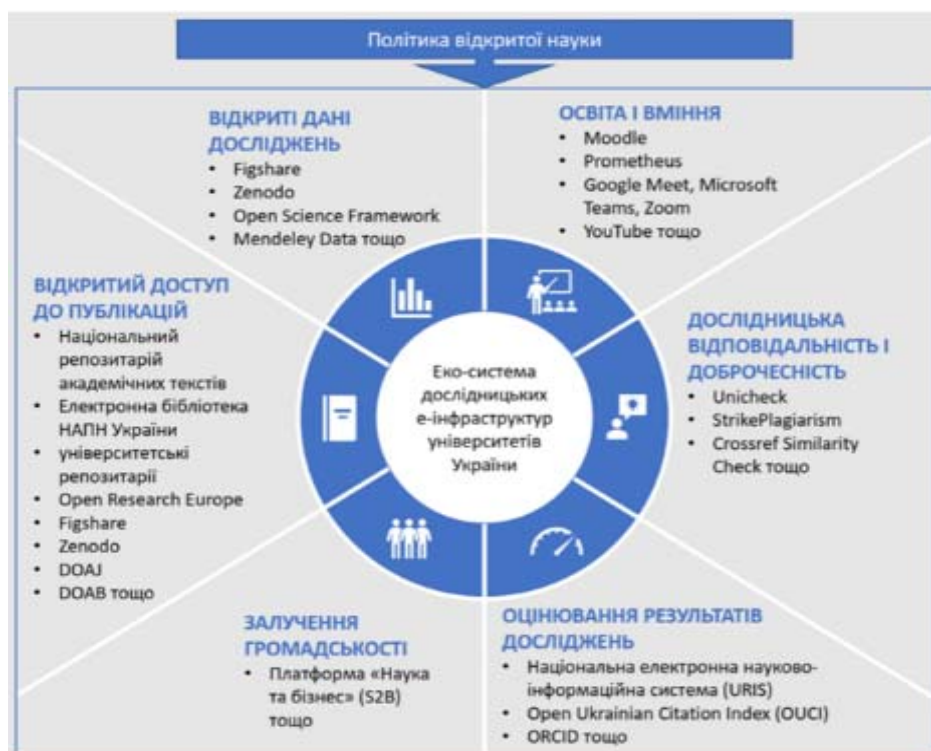 Політика відкритої науки
ВІДКРИТІ ДАНІ
ДОСЛІДЖЕНЬ
• Figshare
• Zenodo
• Open Science Framework
• Mendeley Data тощо
ОСВІТА І ВМІННЯ
• Moodle
• Prometheus
• Google Meet, Microsoft
Teams, Zoom
• YouTube тощо
ВІДКРИТИЙ ДОСТУП
ДО ПУБЛІКАЦІЙ
• Національний
репозитарій
академічних текстів
• Електронна бібліотека
НАПН України
• університетські
репозитарії
• Open Research Europe
• Figshare
• Zenodo
• DOAJ
• DOAB тощо
Еко-система
дослідницьких
е-інфраструктур
університетів
України
ДОСЛІДНИЦЬКА
ВІДПОВІДАЛЬНІСТЬ І
ДОБРОЧЕСНІСТЬ
• Unicheck
• StrikePlagiarism
• Crossref Similarity
Check тощо
ЗАЛУЧЕННЯ
ГРОМАДСЬКОСТІ
• Платформа «Наука
та бізнес» (S2B)
тощо
ОЦІНЮВАННЯ РЕЗУЛЬТАТІВ
ДОСЛІДЖЕНЬ
• Національна електронна науково-
інформаційна система (URIS)
• Open Ukrainian Citation Index (OUCI)
• ORCID тощо